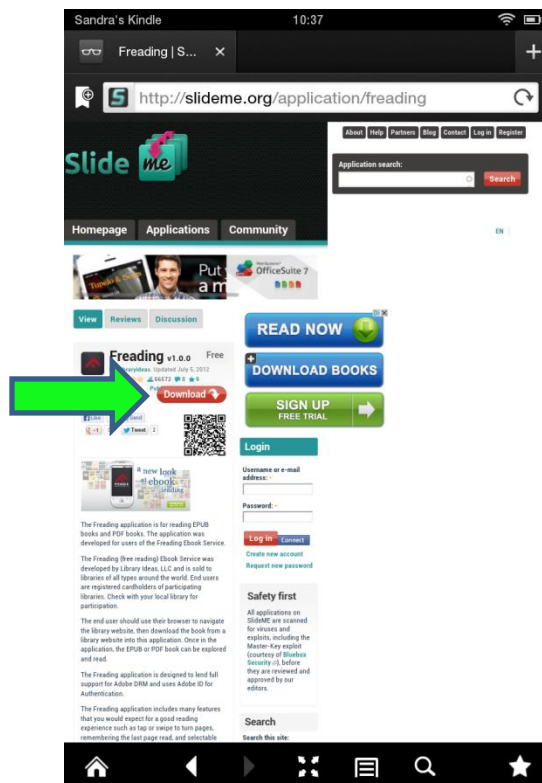 Sandra's Kindle 10:37
Freading | S... ×
http://slideme.org/application/freading
About Help Partners Blog Contact Log in Register
Slide me
Application search:
Search
Homepage Applications Community
EN
Put
a m
OfficeSuite 7
View Reviews Discussion
READ NOW
DOWNLOAD BOOKS
SIGN UP
FREE TRIAL
Freading v1.0.0 Free
Updated July 5, 2012
Download
Tweet 2
a new look
at ebook
reading
Login
Username or e-mail
address:
Password:
Log in Connect
Create new account
Request new password
The Freading application is for reading EPUB
books and PDF books. The application was
developed for users of the Freading Ebook Service.
The Freading (free reading) Ebook Service was
developed by Library Ideas, LLC and is sold to
libraries of all types around the world. End users
are registered cardholders of participating
libraries. Check with your local library for
participation.
The end user should use their browser to navigate
the library website, then download the book from a
library website into this application. Once in the
application, the EPUB or PDF book can be explored
and read.
The Freading application is designed to lend full
support for Adobe DRM and uses Adobe ID for
Authentication.
The Freading application includes many features
that you would expect for a good reading
experience such as tap or swipe to turn pages,
remembering the last page read, and selectable
Safety first
All applications on
SlideME are scanned
for viruses and
exploits, including the
Master-Key exploit
(courtesy of Bluebox
Security), before
they are reviewed and
approved by our
editors.
Search
Search this site: